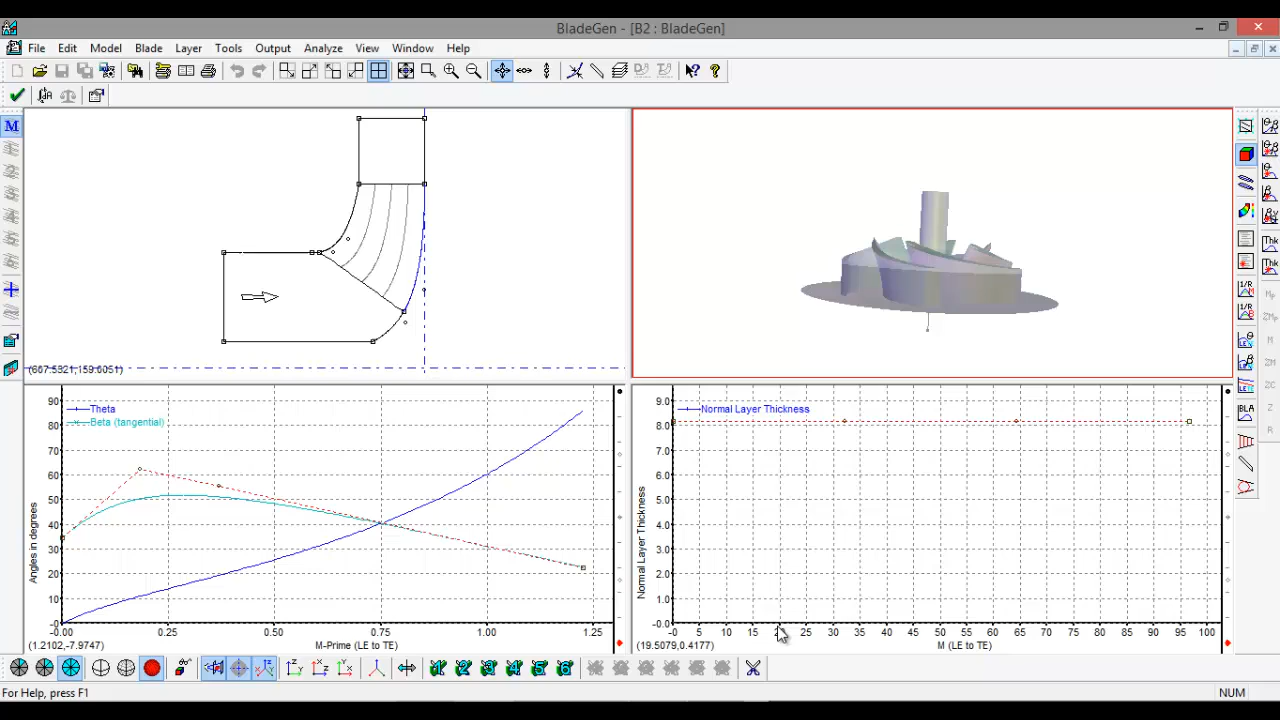 BladeGen - [B2 : BladeGen]
File Edit Model Blade Layer Tools Output Analyze View Window Help
(667.5321,159.6051)
90
80
70
60
50
40
30
20
10
-0
Angles in degrees
Theta
Beta (tangential)
-0.00 0.25 0.50 0.75 1.00 1.25
(1.2102,-7.9747) M-Prime (LE to TE)
9.0
8.0
7.0
6.0
5.0
4.0
3.0
2.0
1.0
-0.0
Normal Layer Thickness
Normal Layer Thickness
-0 5 10 15 25 30 35 40 45 50 55 60 65 70 75 80 85 90 95 100
(19.5079,0.4177) M (LE to TE)
For Help, press F1 NUM